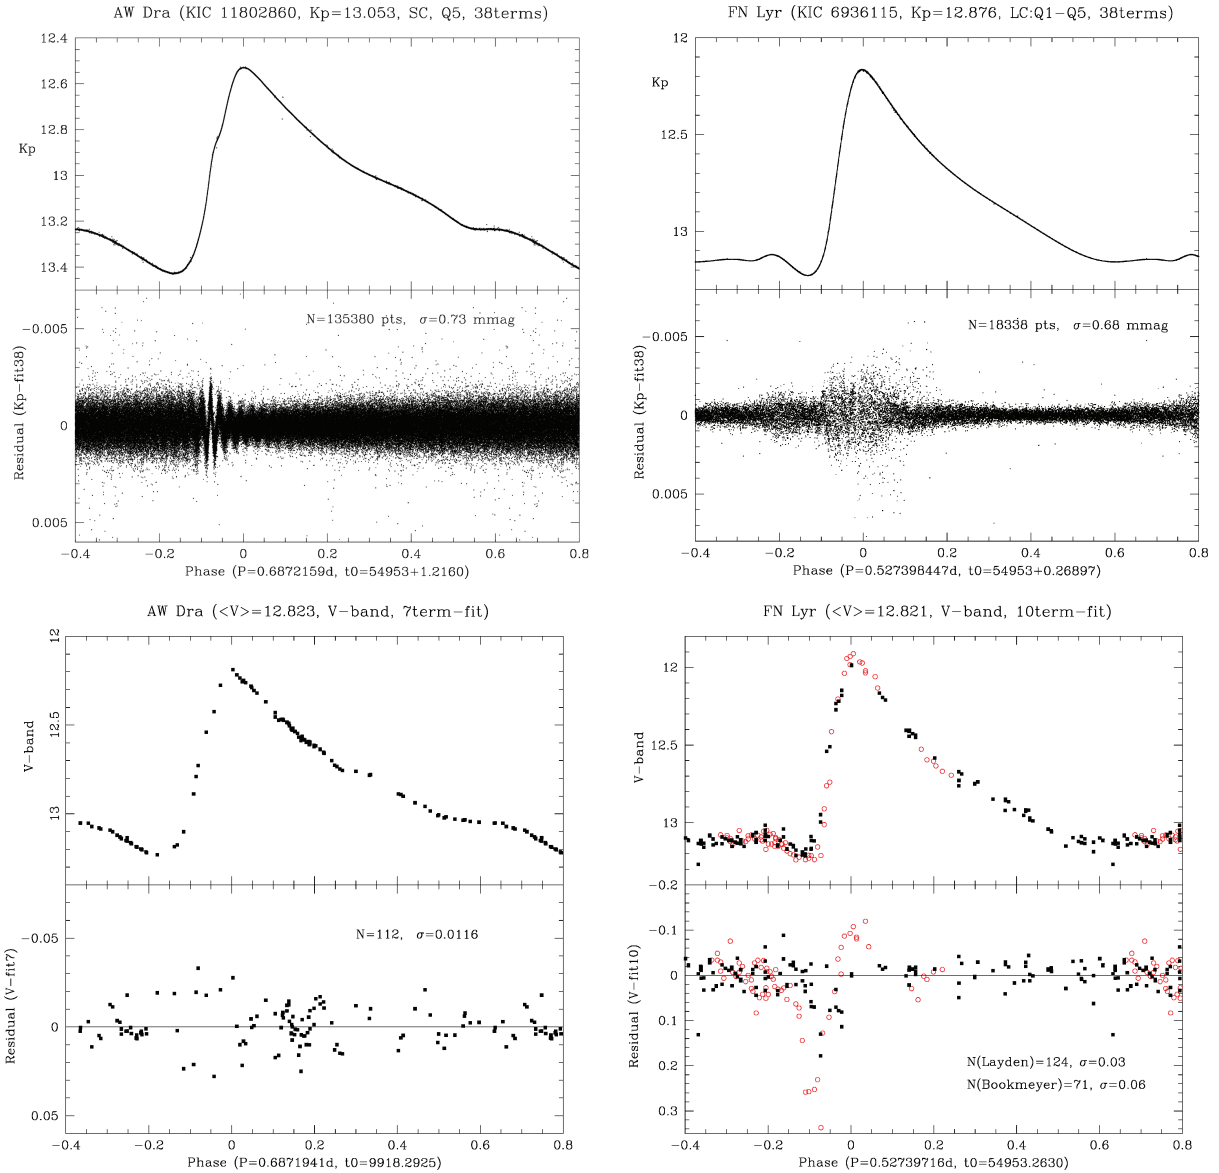 AW Dra (KIC 11802860, Kp=13.053, SC, Q5, 38terms)
12.4
12.6
12.8
13
13.2
13.4
Kp
N=135380 pts, σ=0.73 mmag
-0.005
0
0.005
Residual (Kp-fit38)
-0.4 -0.2 0 0.2 0.4 0.6 0.8
Phase (P=0.6872159d, t0=54953+1.2160)
FN Lyr (KIC 6936115, Kp=12.876, LC:Q1-Q5, 38terms)
12
12.5
13
Kp
N=18338 pts, σ=0.68 mmag
-0.005
0
0.005
Residual (Kp-fit38)
-0.4 -0.2 0 0.2 0.4 0.6 0.8
Phase (P=0.527398447d, t0=54953+0.26897)
AW Dra (<V>=12.823, V-band, 7term-fit)
12
12.5
13
V-band
N=112, σ=0.0116
-0.05
0
0.05
Residual (V-fit7)
-0.4 -0.2 0 0.2 0.4 0.6 0.8
Phase (P=0.6871941d, t0=9918.2925)
FN Lyr (<V>=12.821, V-band, 10term-fit)
12
12.5
13
V-band
-0.2
-0.1
0
0.1
0.2
0.3
Residual (V-fit10)
N(Layden)=124, σ=0.03
N(Bookmeyer)=71, σ=0.06
-0.4 -0.2 0 0.2 0.4 0.6 0.8
Phase (P=0.52739716d, t0=54953.2630)